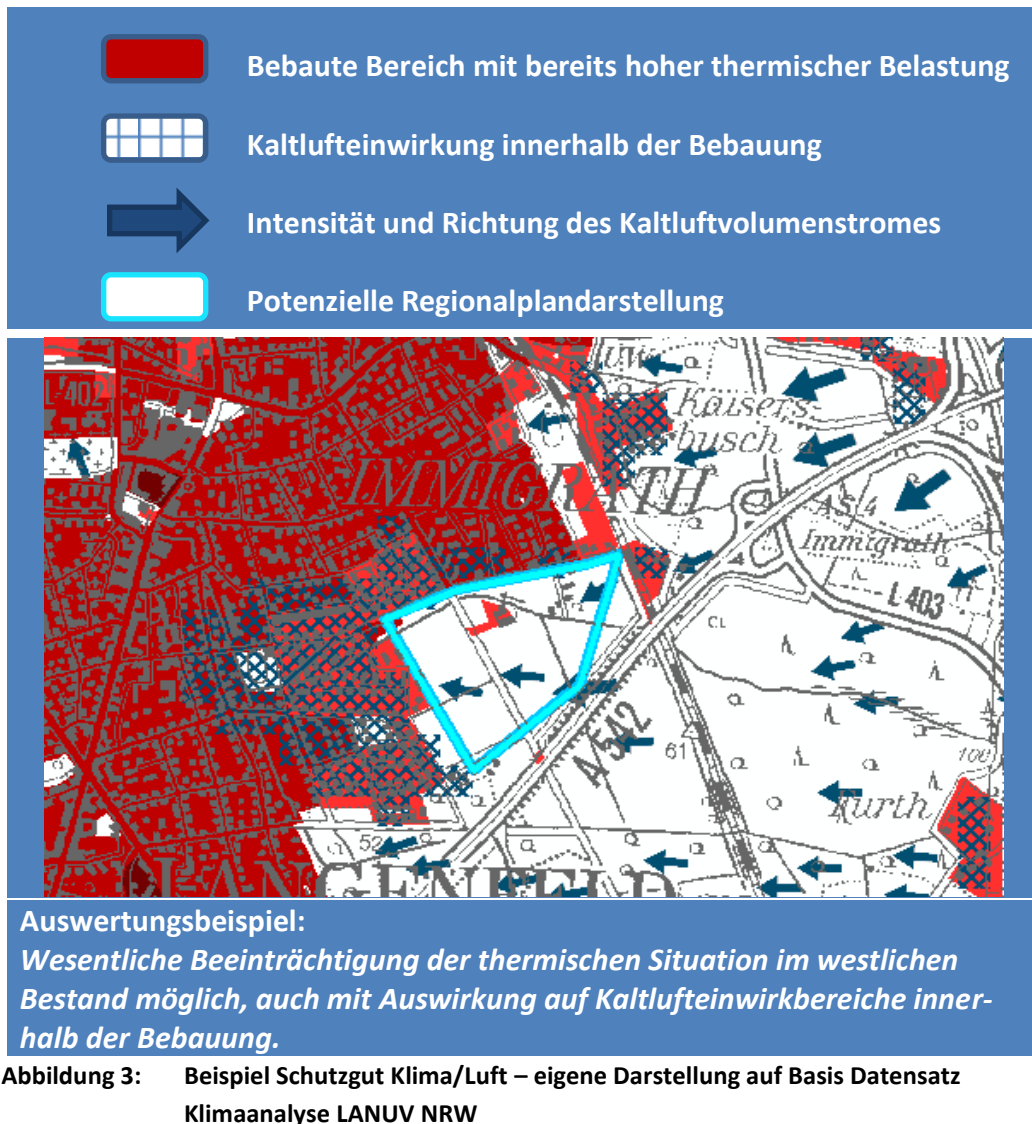 Bebaute Bereich mit bereits hoher thermischer Belastung
Kaltlufteinwirkung innerhalb der Bebauung
Intensität und Richtung des Kaltluftvolumenstromes
Potenzielle Regionalplandarstellung
402
Kaisers-
busch
IMMIGRATH
AS 4
Immigrath
L 403
A 542
61
100
Furth
52
LANGENFELD
Auswertungsbeispiel:
Wesentliche Beeinträchtigung der thermischen Situation im westlichen
Bestand möglich, auch mit Auswirkung auf Kaltlufteinwirkbereiche inner-
halb der Bebauung.
Abbildung 3: Beispiel Schutzgut Klima/Luft – eigene Darstellung auf Basis Datensatz
Klimaanalyse LANUV NRW